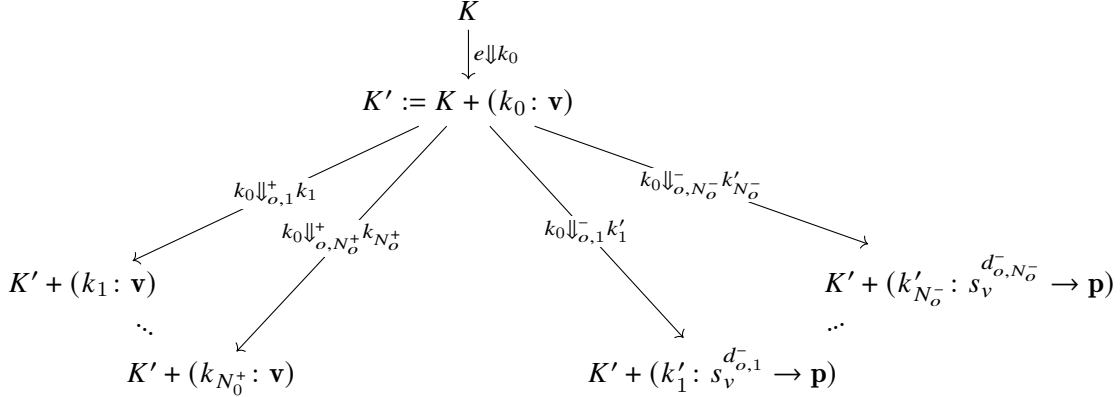 K
e⇓k₀
K′ := K + (k₀ : v)
k₀⇓⁺_{o,1}k₁
k₀⇓⁻_{o,N_o⁻}k′_{N_o⁻}
k₀⇓⁺_{o,N_o⁺}k_{N_o⁺}
k₀⇓⁻_{o,1}k′₁
K′ + (k₁ : v)
K′ + (k′_{N_o⁻} : s_v^{d⁻_{o,N_o⁻}} → p)
⋱
⋰
K′ + (k_{N_0⁺} : v)
K′ + (k′₁ : s_v^{d⁻_{o,1}} → p)